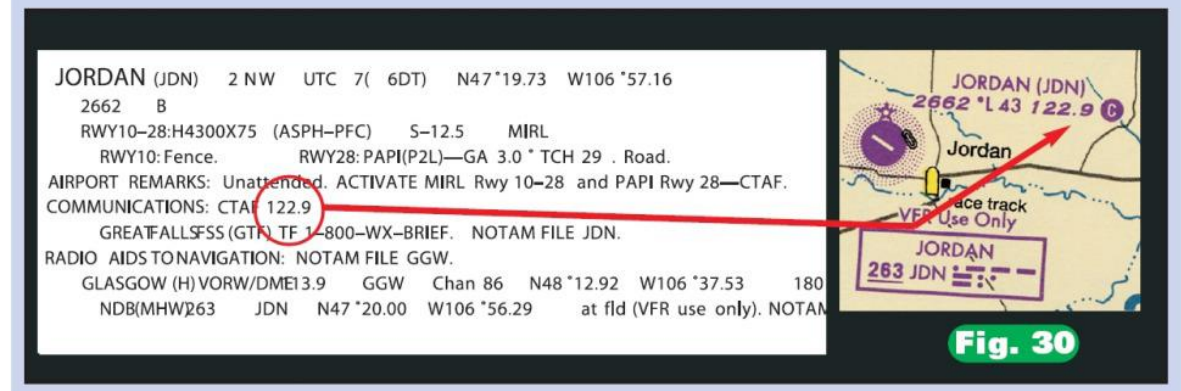 JORDAN (JDN) 2 NW UTC 7( 6DT) N47˚19.73 W106˚57.16
2662 B
RWY10–28:H4300X75 (ASPH–PFC) S–12.5 MIRL
RWY10: Fence. RWY28: PAPI(P2L)—GA 3.0˚ TCH 29 . Road.
AIRPORT REMARKS: Unattended. ACTIVATE MIRL Rwy 10–28 and PAPI Rwy 28—CTAF.
COMMUNICATIONS: CTAF 122.9
GREATFALLSFSS (GTF) TF 1–800–WX–BRIEF. NOTAM FILE JDN.
RADIO AIDS TO NAVIGATION: NOTAM FILE GGW.
GLASGOW (H) VORW/DME13.9 GGW Chan 86 N48˚12.92 W106˚37.53 180
NDB(MHW)263 JDN N47˚20.00 W106˚56.29 at fld (VFR use only). NOTAM
JORDAN (JDN)
2662 *L 43 122.9 C
Jordan
race track
VFR Use Only
JORDAN
263 JDN
Fig. 30